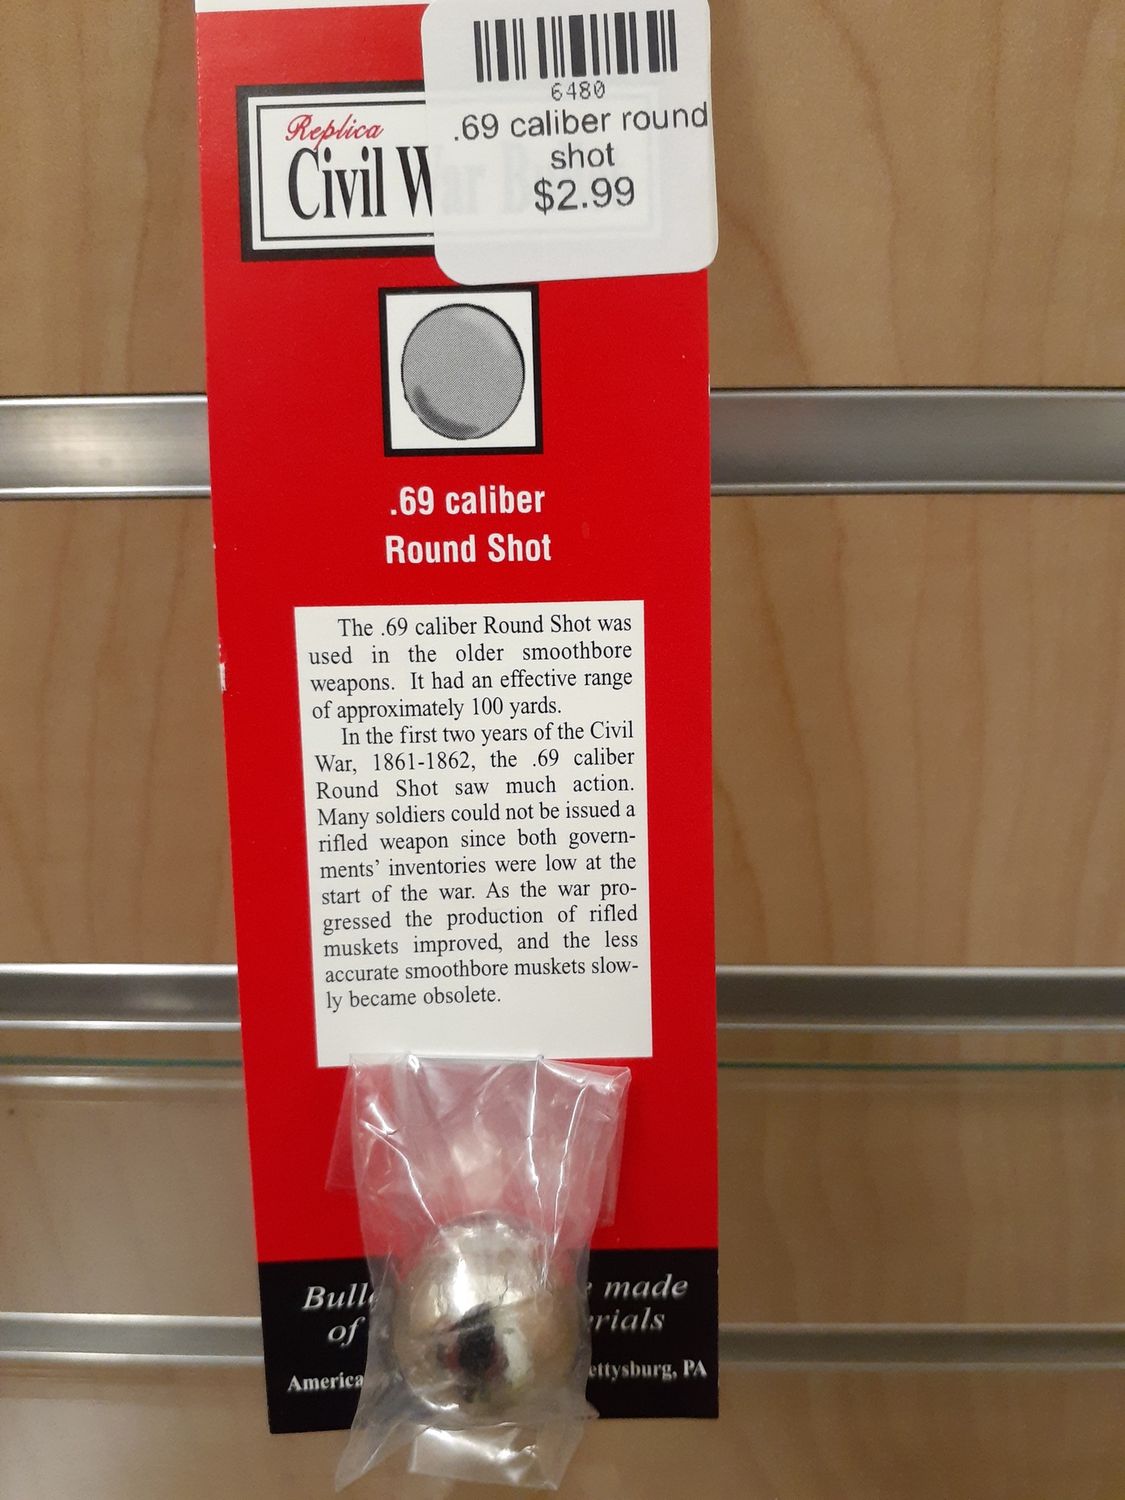 6480
.69 caliber round
shot
$2.99
Replica
Civil War B
.69 caliber
Round Shot
The .69 caliber Round Shot was
used in the older smoothbore
weapons. It had an effective range
of approximately 100 yards.
In the first two years of the Civil
War, 1861-1862, the .69 caliber
Round Shot saw much action.
Many soldiers could not be issued a
rifled weapon since both govern-
ments' inventories were low at the
start of the war. As the war pro-
gressed the production of rifled
muskets improved, and the less
accurate smoothbore muskets slow-
ly became obsolete.
Bull made
of rials
America ettysburg, PA